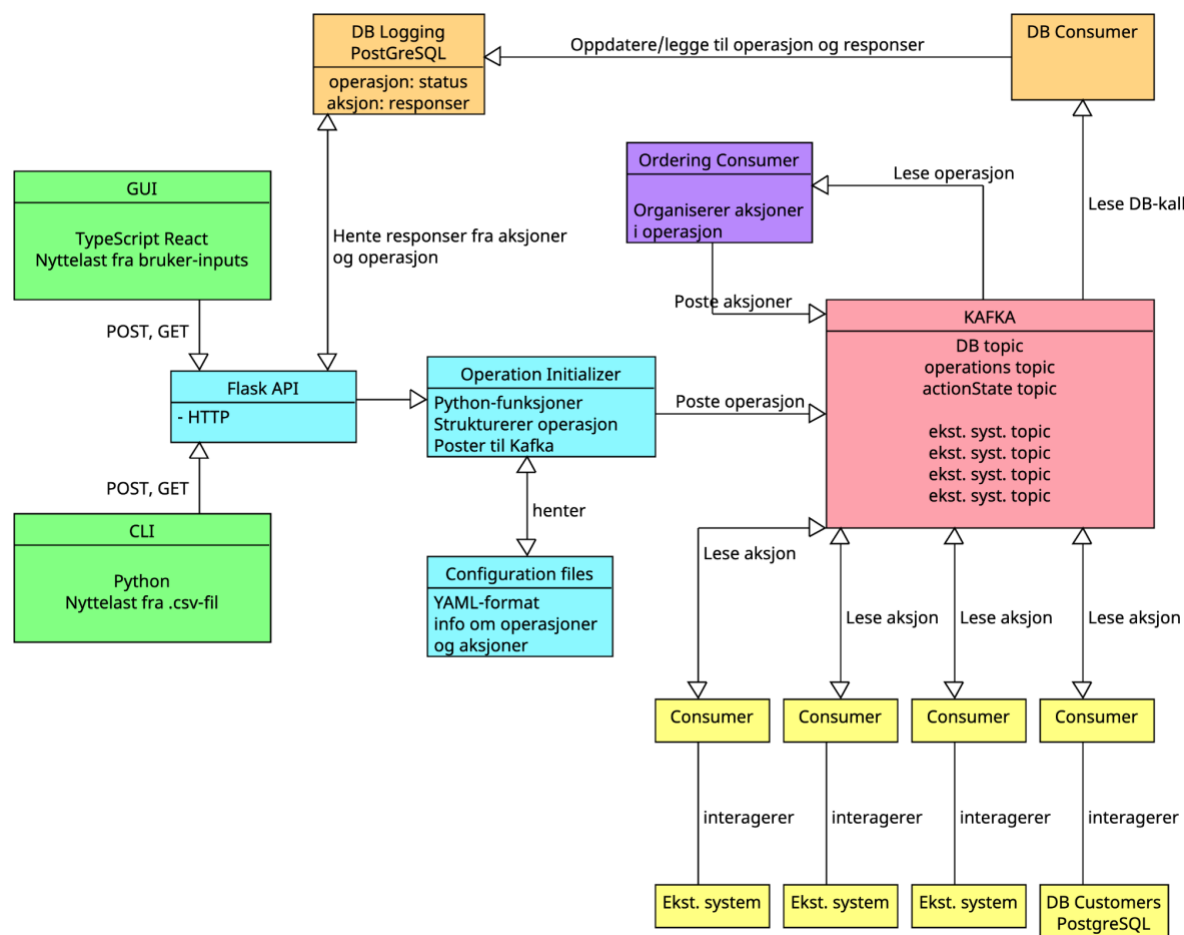 DB Logging
PostGreSQL
operasjon: status
aksjon: responser
Oppdatere/legge til operasjon og responser
DB Consumer
Ordering Consumer
Organiserer aksjoner
i operasjon
Lese operasjon
Lese DB-kall
GUI
TypeScript React
Nyttelast fra bruker-inputs
Hente responser fra aksjoner
og operasjon
POST, GET
Poste aksjoner
KAFKA
DB topic
operations topic
actionState topic
ekst. syst. topic
ekst. syst. topic
ekst. syst. topic
ekst. syst. topic
Flask API
- HTTP
Operation Initializer
Python-funksjoner
Strukturerer operasjon
Poster til Kafka
Poste operasjon
POST, GET
CLI
Python
Nyttelast fra .csv-fil
henter
Configuration files
YAML-format
info om operasjoner
og aksjoner
Lese aksjon
Lese aksjon
Lese aksjon
Lese aksjon
Consumer
Consumer
Consumer
Consumer
interagerer
interagerer
interagerer
interagerer
Ekst. system
Ekst. system
Ekst. system
DB Customers
PostgreSQL